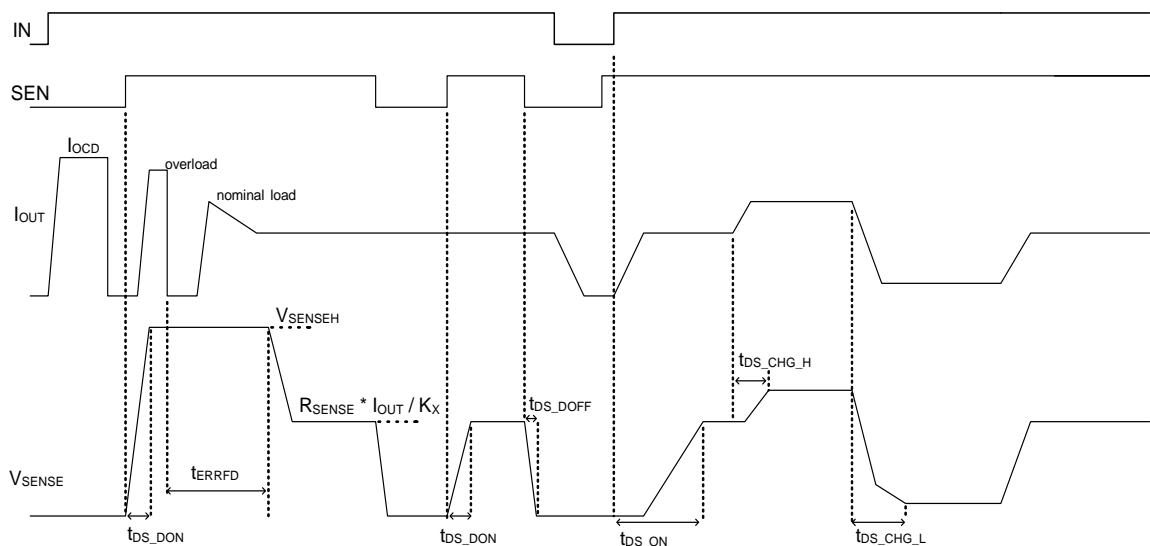 IN
SEN
IOCD
overload
nominal load
IOUT
VSENSEH
tDS_CHG_H
RSENSE * IOUT / KX
tDS_DOFF
tERRFD
VSENSE
tDS_DON
tDS_DON
tDS_ON
tDS_CHG_L